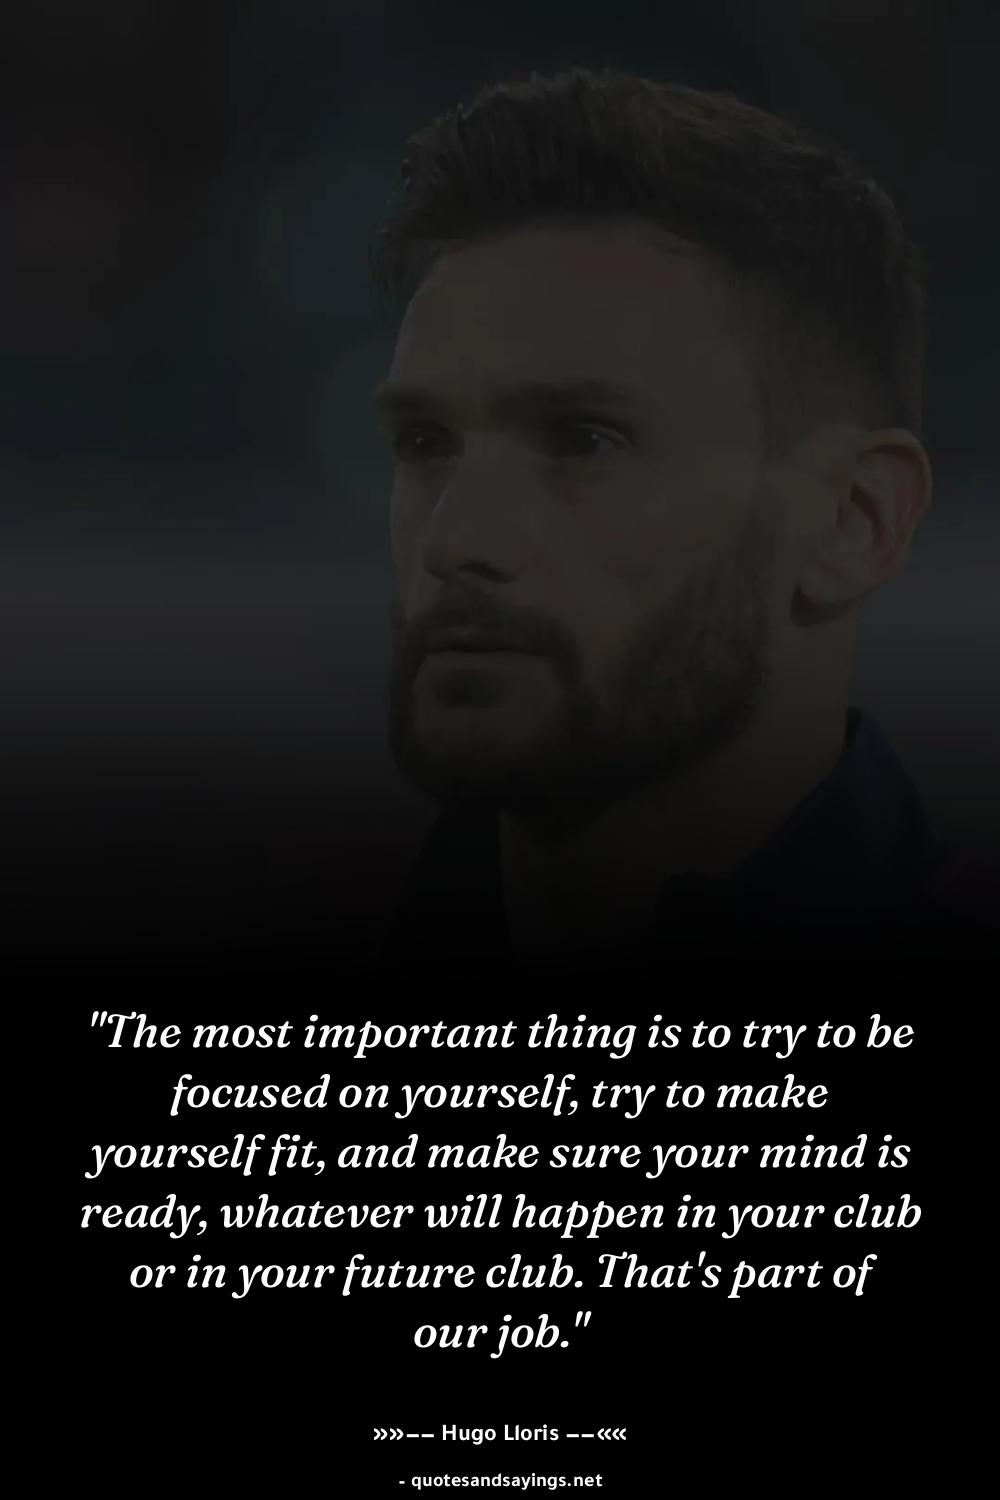 "The most important thing is to try to be
focused on yourself, try to make
yourself fit, and make sure your mind is
ready, whatever will happen in your club
or in your future club. That's part of
our job."
»»−− Hugo Lloris −−««
- quotesandsayings.net